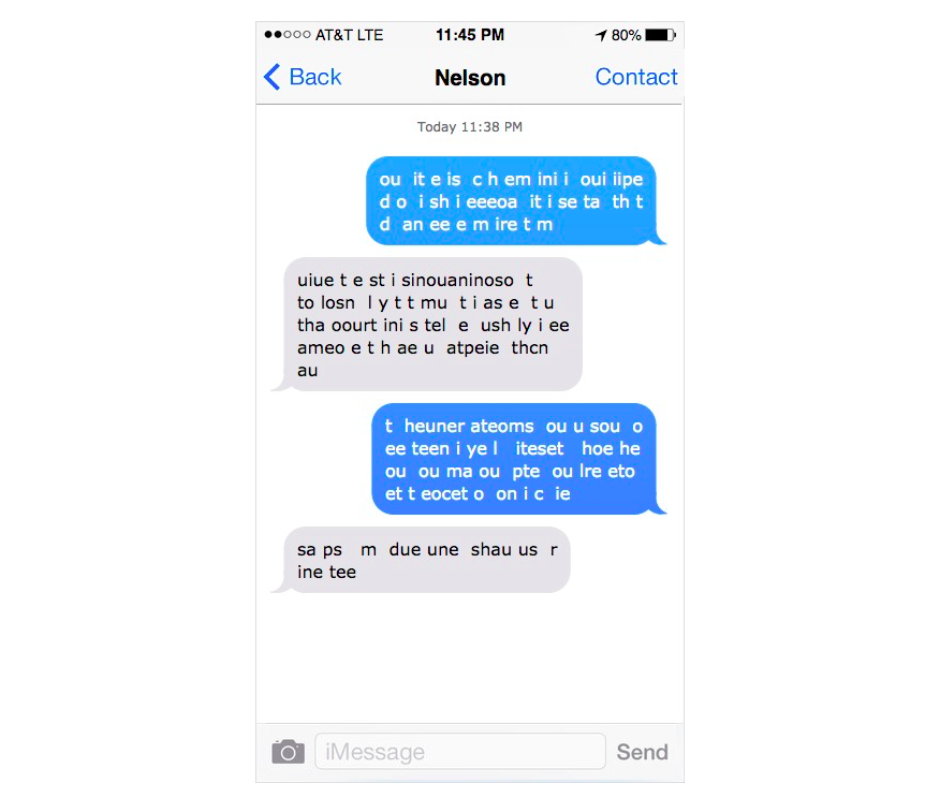 AT&T LTE 11:45 PM 80%
Back Nelson Contact
Today 11:38 PM
ou it e is c h em ini i oui iipe
d o i sh i eeeoa it i se ta th t
d an ee e m ire t m
uiue t e st i sinouaninoso t
to losn l y t t mu t i as e t u
tha oourt ini s tel e ush ly i ee
ameo e t h ae u atpeie thcn
au
t heuner ateoms ou u sou o
ee teen i ye l iteset hoe he
ou ou ma ou pte ou lre eto
et t eocet o on i c ie
sa ps m due une shau us r
ine tee
iMessage Send